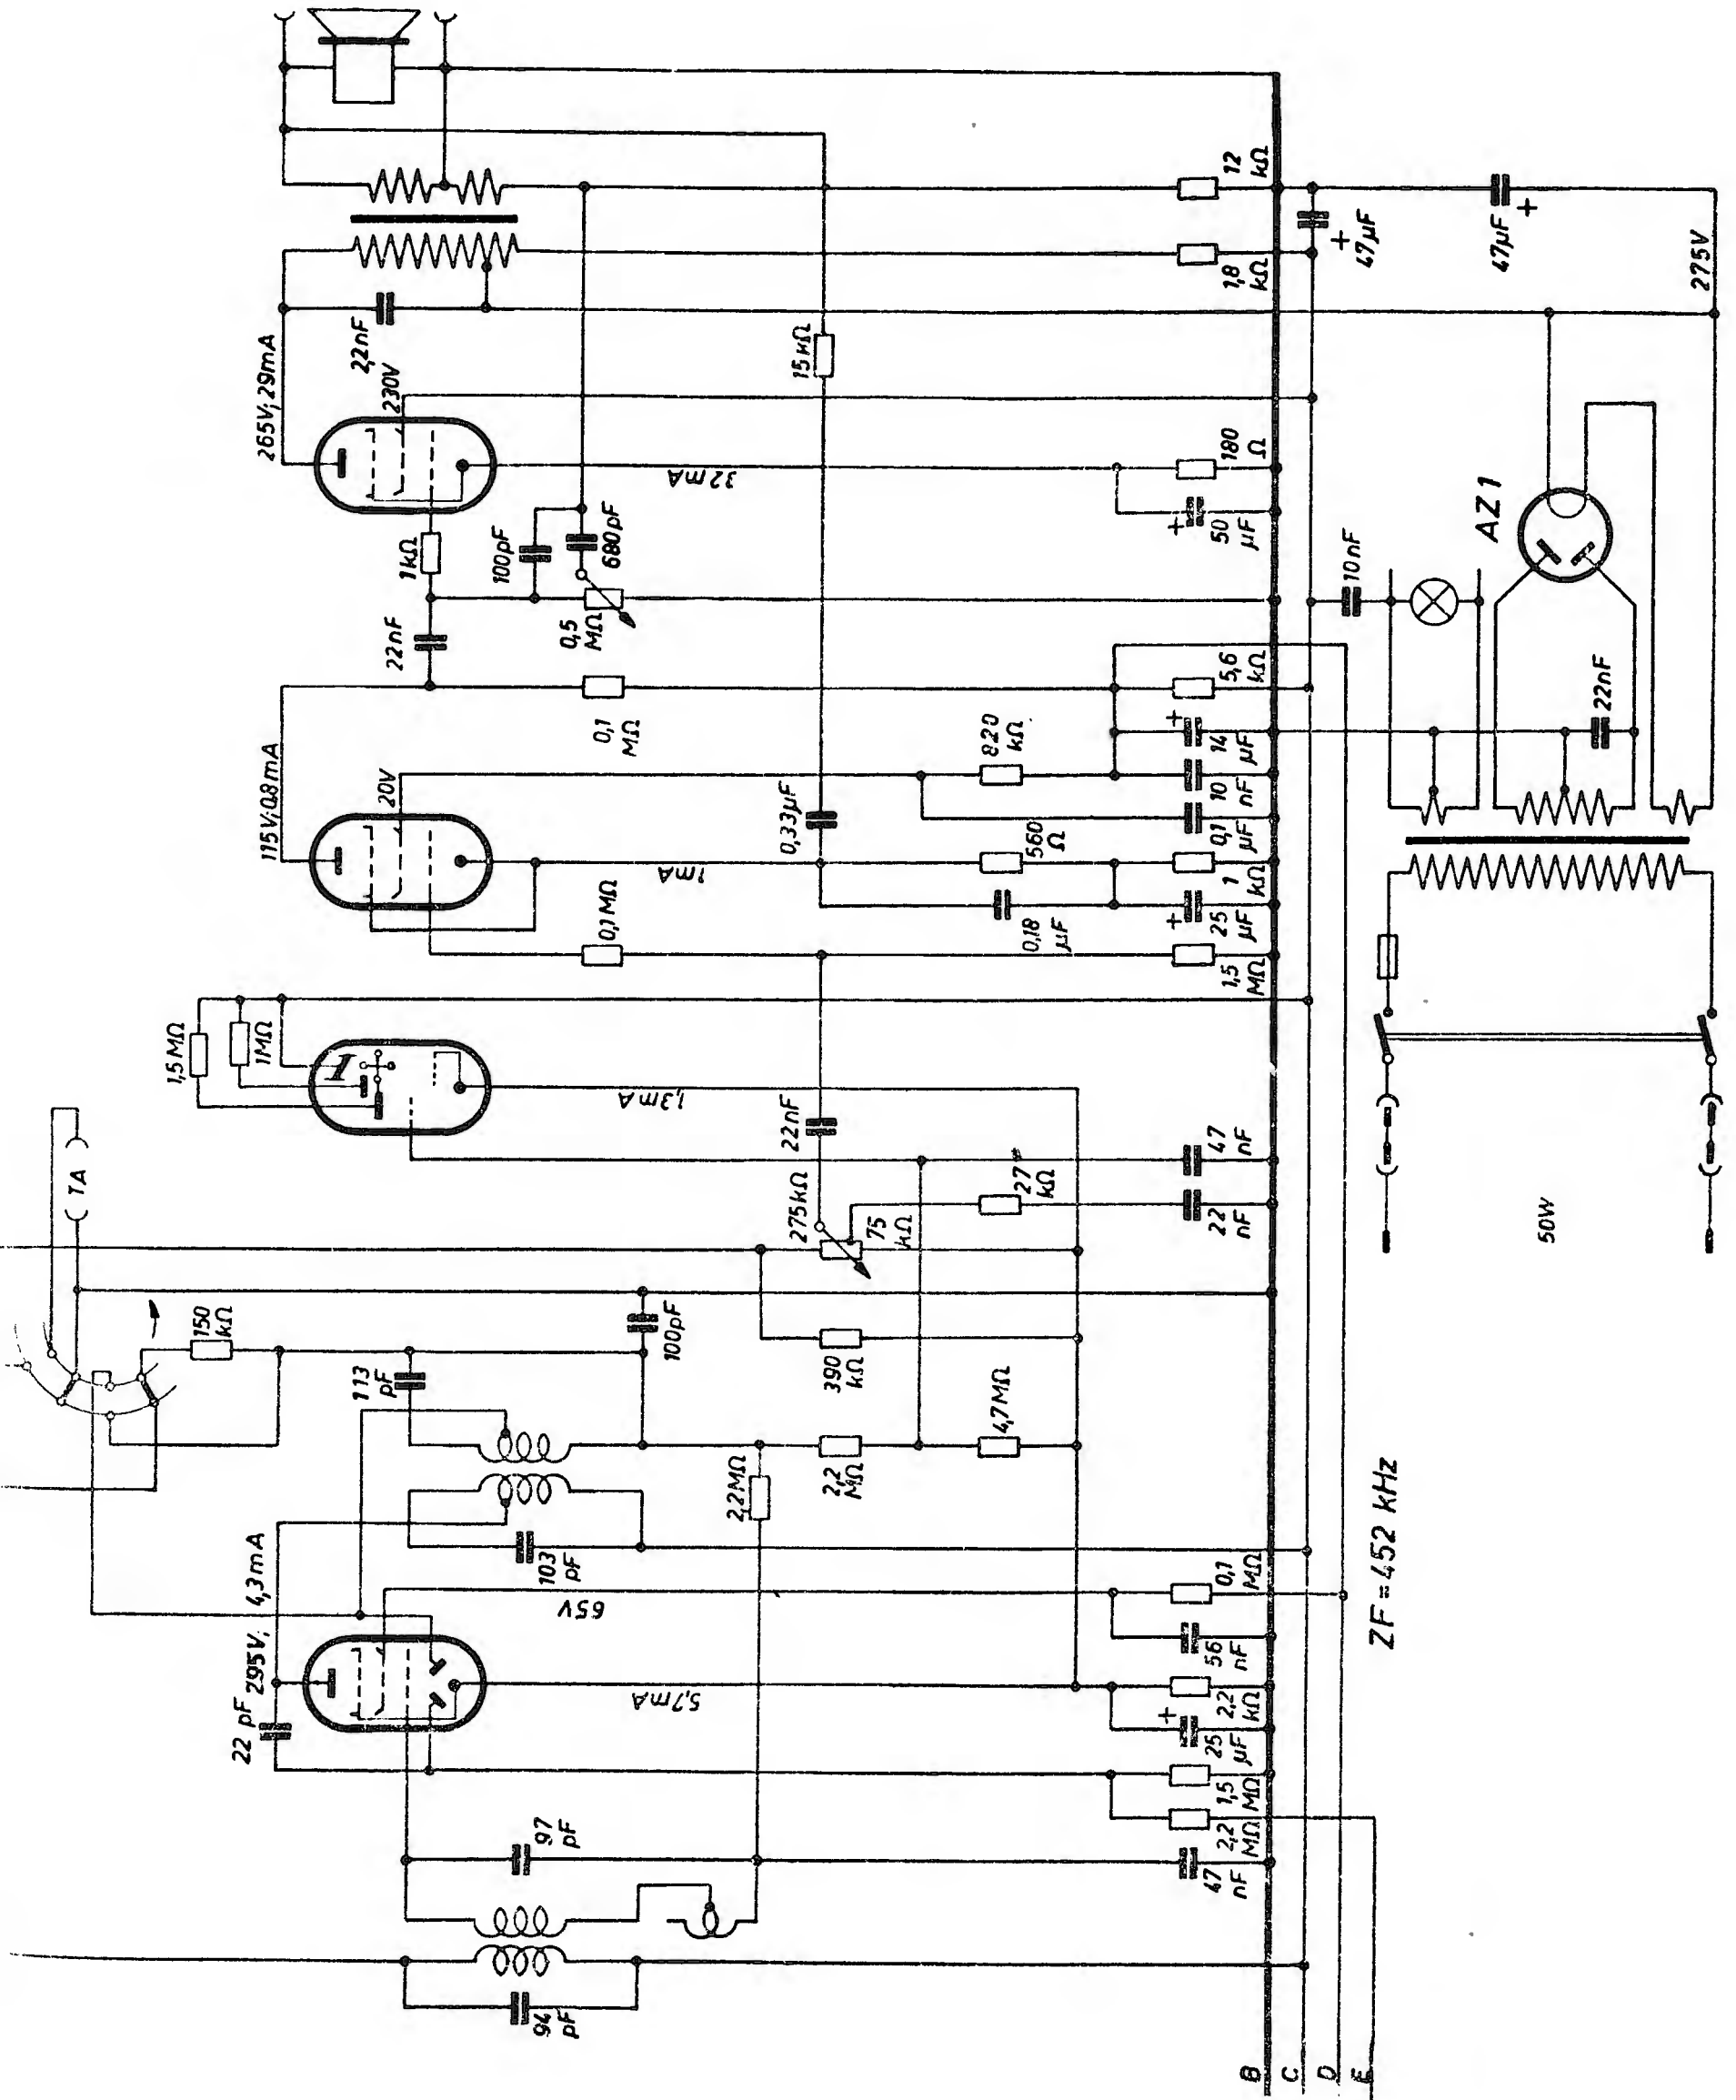 22 pF
295V; 4,3mA
TA
1,5MΩ
1MΩ
115V;0,8mA
265V; 29mA
150
kΩ
113
pF
20V
22nF
1kΩ
230V
2,2nF
94
pF
97
pF
103
pF
65V
5,7mA
100pF
680pF
0,5
MΩ
0,1
MΩ
0,1MΩ
1,3mA
1mA
32mA
100pF
2,2MΩ
2,2
MΩ
390
kΩ
275kΩ
75
kΩ
22nF
0,33µF
15kΩ
4,7MΩ
27
kΩ
0,18
µF
560
Ω
820
kΩ
47
nF
2,2
MΩ
1,5
MΩ
25
µF
2,2
kΩ
56
nF
0,1
MΩ
22
nF
47
nF
1,5
MΩ
25
µF
1
kΩ
0,1
µF
10
nF
14
µF
5,6
kΩ
50
µF
180
Ω
1,8
kΩ
12
kΩ
B
C
D
E
ZF = 452 kHz
10nF
47µF
+
47µF
+
AZ1
22nF
50W
275V